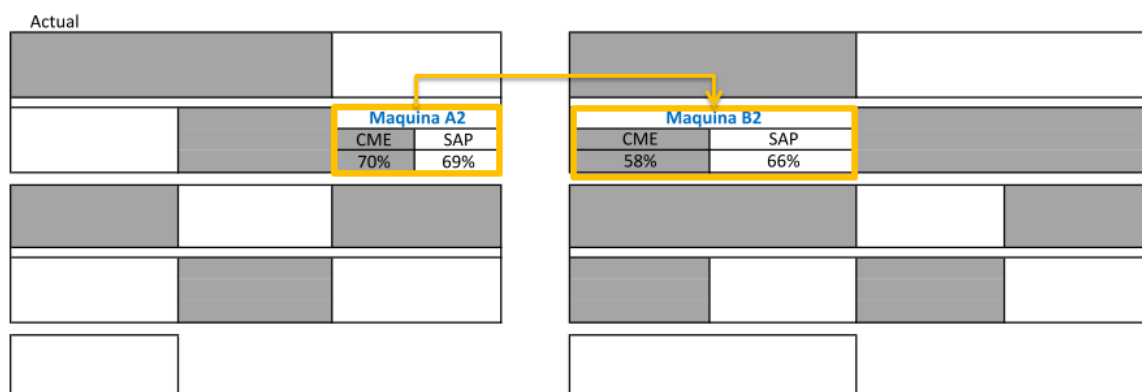 Actual
Maquina A2
CME SAP
70% 69%
Maquina B2
CME SAP
58% 66%